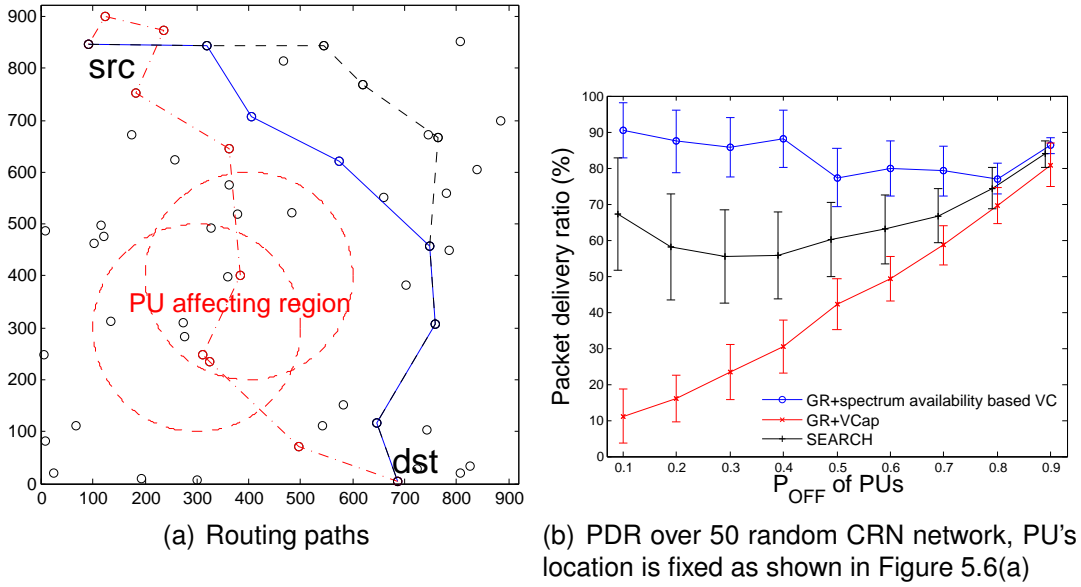 900
800
700
600
500
400
300
200
100
0
src
PU affecting region
dst
0 100 200 300 400 500 600 700 800 900
(a) Routing paths
Packet delivery ratio (%)
100
90
80
70
60
50
40
30
20
10
0
GR+spectrum availability based VC
GR+VCap
SEARCH
0.1 0.2 0.3 0.4 0.5 0.6 0.7 0.8 0.9
P_OFF of PUs
(b) PDR over 50 random CRN network, PU's
location is fixed as shown in Figure 5.6(a)